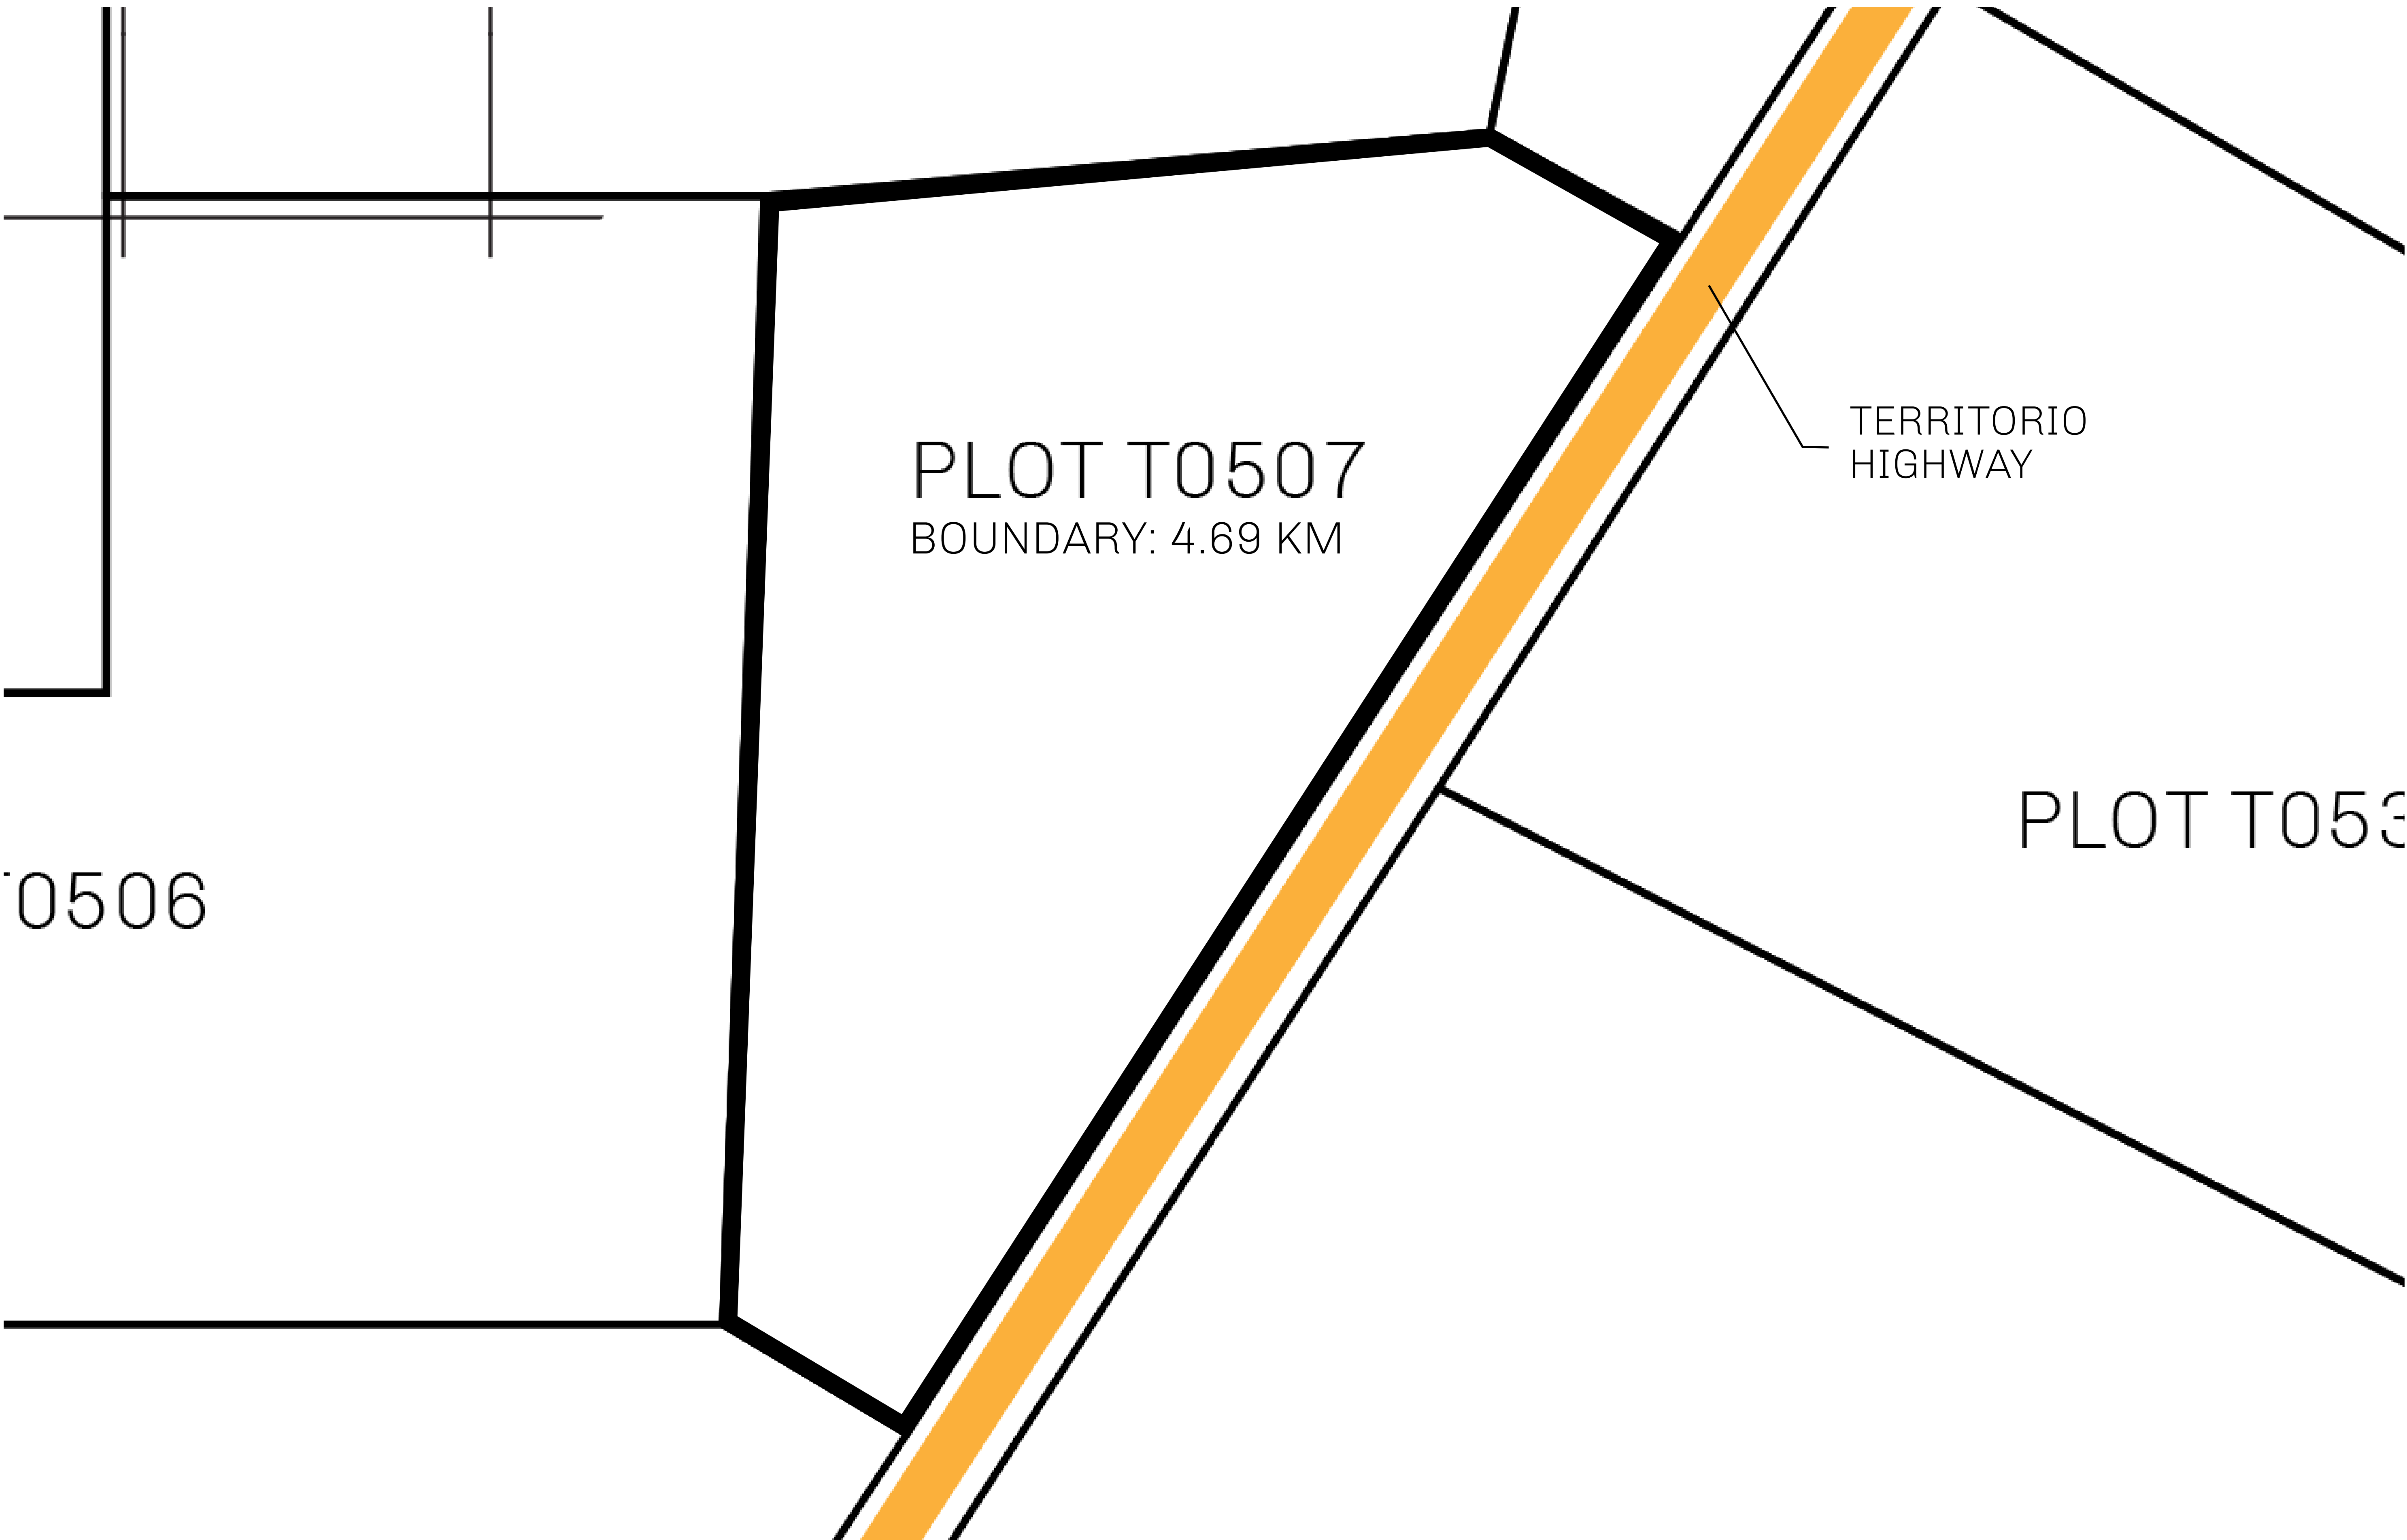 PLOT T0507
BOUNDARY: 4.69 KM
TERRITORIO
HIGHWAY
PLOT T053
0506